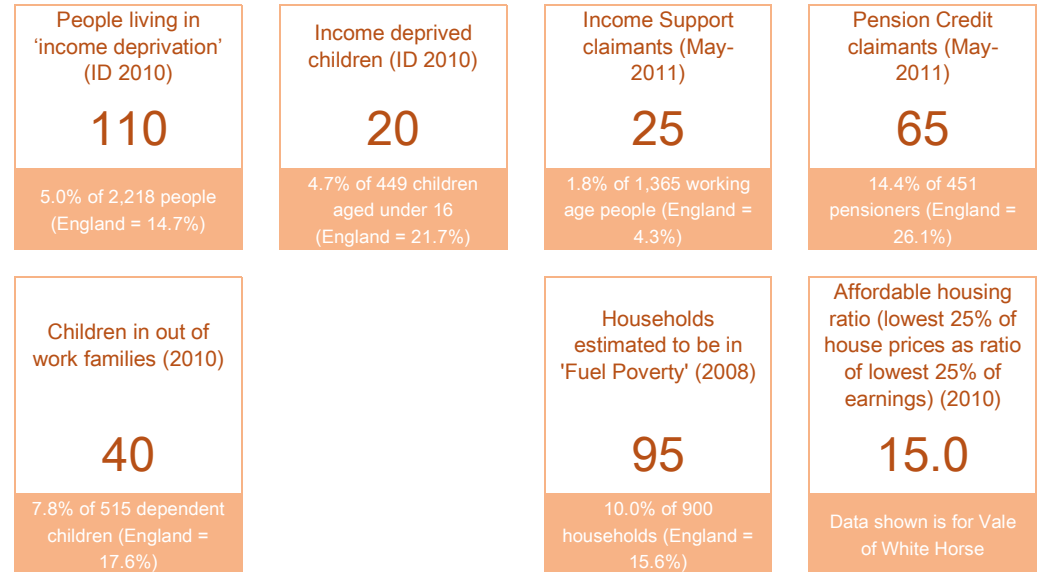 People living in
‘income deprivation’
(ID 2010)
110
5.0% of 2,218 people
(England = 14.7%)
Income deprived
children (ID 2010)
20
4.7% of 449 children
aged under 16
(England = 21.7%)
Income Support
claimants (May-
2011)
25
1.8% of 1,365 working
age people (England =
4.3%)
Pension Credit
claimants (May-
2011)
65
14.4% of 451
pensioners (England =
26.1%)
Children in out of
work families (2010)
40
7.8% of 515 dependent
children (England =
17.6%)
Households
estimated to be in
'Fuel Poverty' (2008)
95
10.0% of 900
households (England =
15.6%)
Affordable housing
ratio (lowest 25% of
house prices as ratio
of lowest 25% of
earnings) (2010)
15.0
Data shown is for Vale
of White Horse